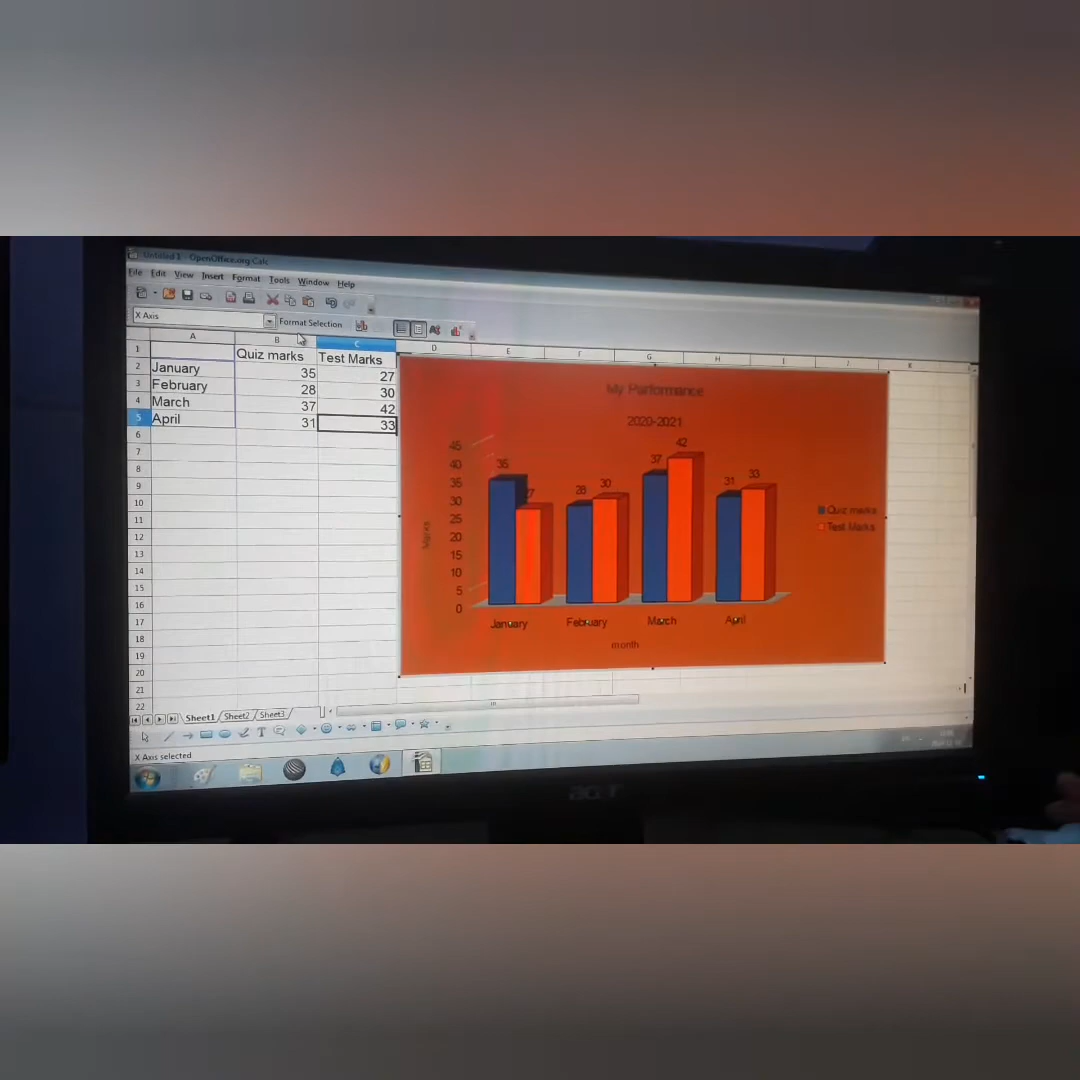 Untitled 1 - OpenOffice.org Calc
File Edit View Insert Format Tools Window Help
X Axis Format Selection
A B C D E F G H I J K
1 Quiz marks Test Marks
2 January 35 27
3 February 28 30
4 March 37 42
5 April 31 33
6
7
8
9
10
11
12
13
14
15
16
17
18
19
20
21
22
My Performance
2020-2021
45
40
35
30
25
20
15
10
5
0
Marks
35 27 28 30 37 42 31 33
January February March April
month
Quiz marks
Test Marks
Sheet1 Sheet2 Sheet3
X Axis selected
acer